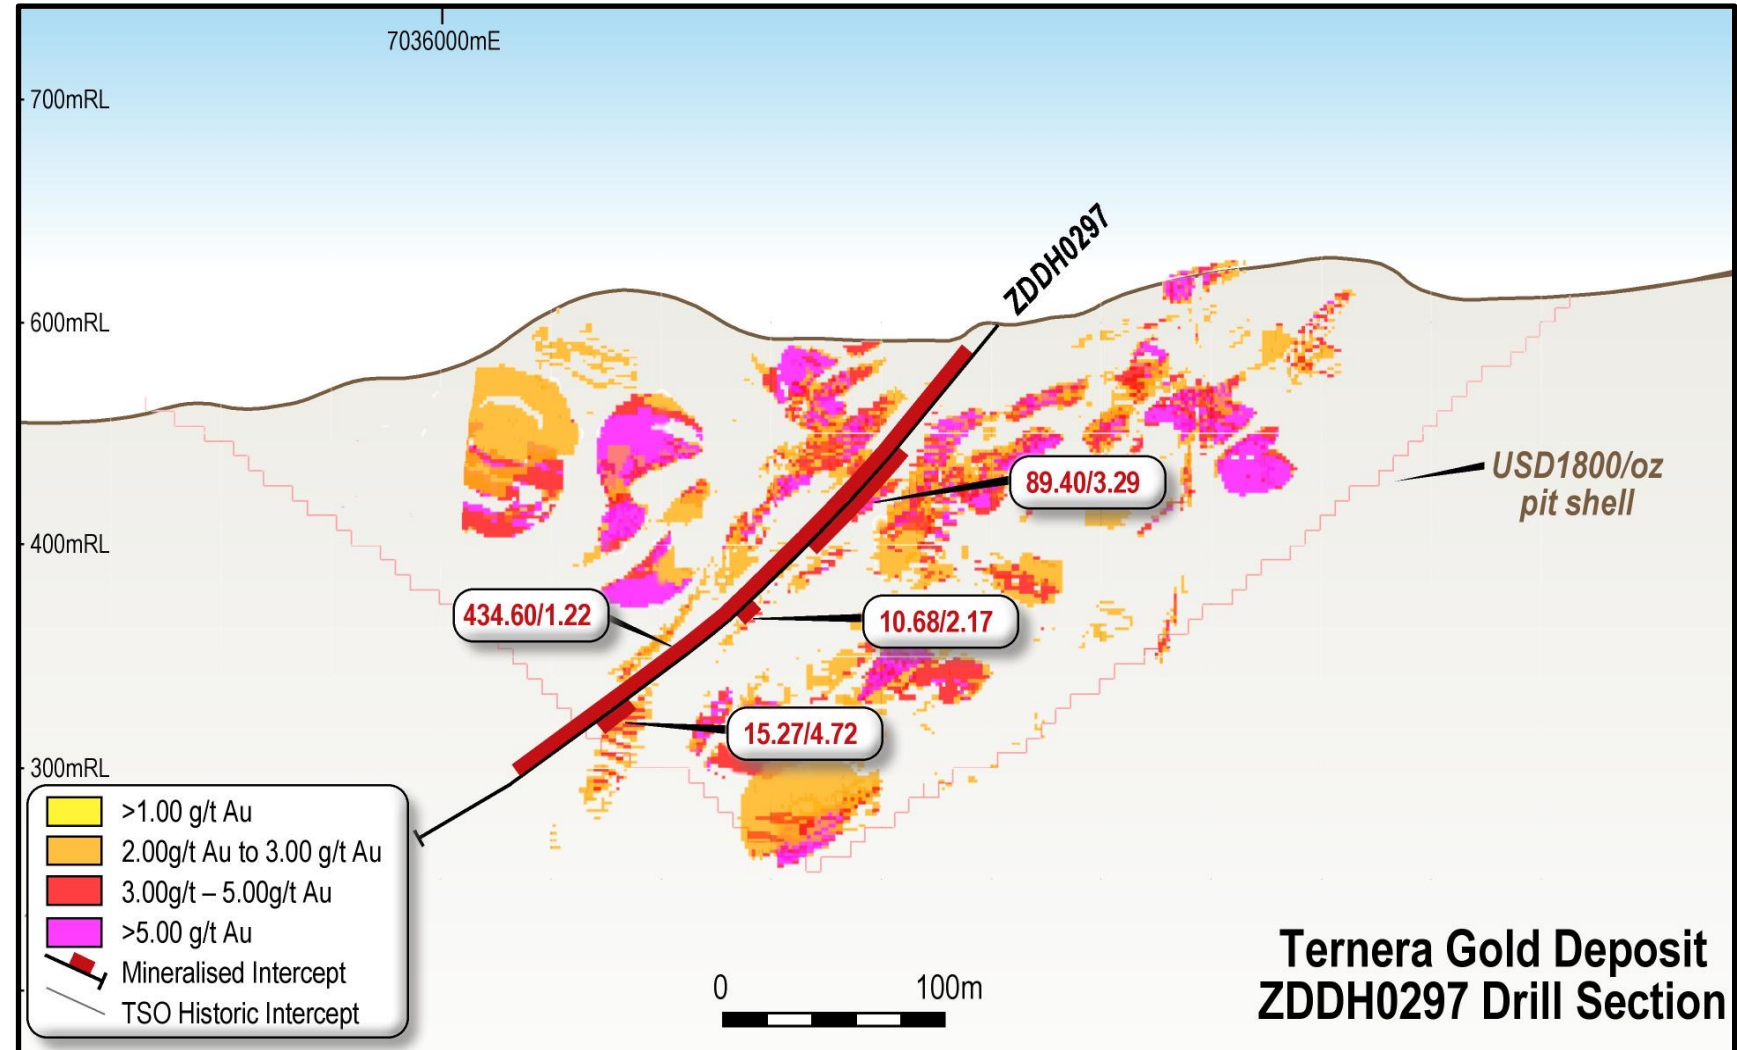 7036000mE
700mRL
ZDDH0297
600mRL
USD1800/oz
pit shell
89.40/3.29
400mRL
434.60/1.22
10.68/2.17
15.27/4.72
300mRL
>1.00 g/t Au
2.00g/t Au to 3.00 g/t Au
3.00g/t – 5.00g/t Au
>5.00 g/t Au
Mineralised Intercept
TSO Historic Intercept
0 100m
Ternera Gold Deposit
ZDDH0297 Drill Section